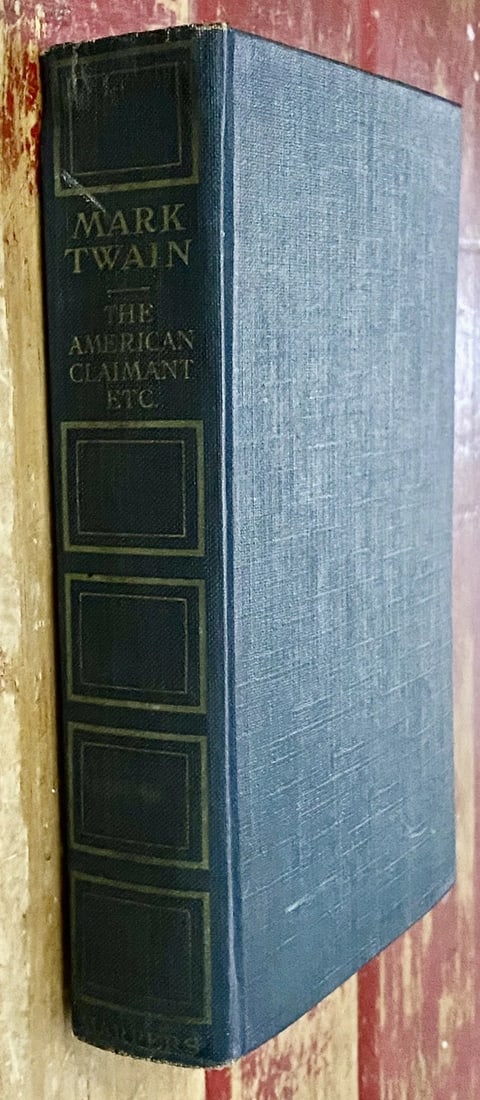 MARK
TWAIN
THE
AMERICAN
CLAIMANT
ETC.
HARPERS